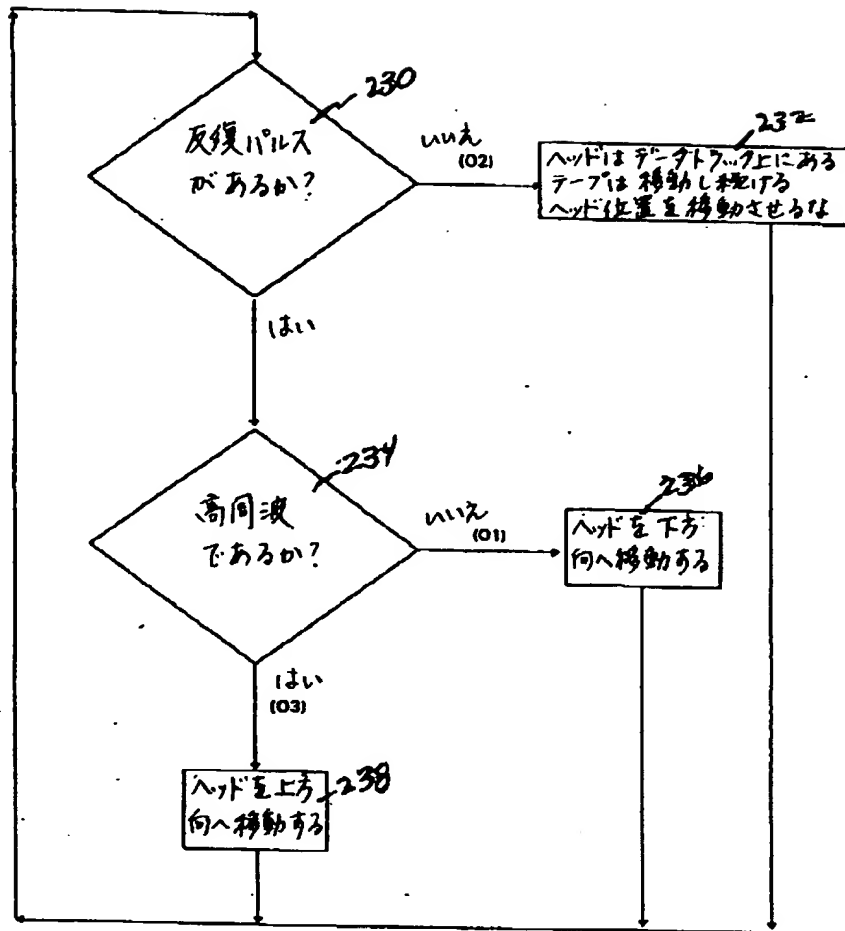 230
反復パルス
があるか?
いいえ
(02)
232
ヘッドはデータトラック上にある
テープは移動し続ける
ヘッド位置を移動させるな
はい
234
高周波
であるか?
いいえ
(01)
236
ヘッドを下方
向へ移動する
はい
(03)
ヘッドを上方
向へ移動する
238